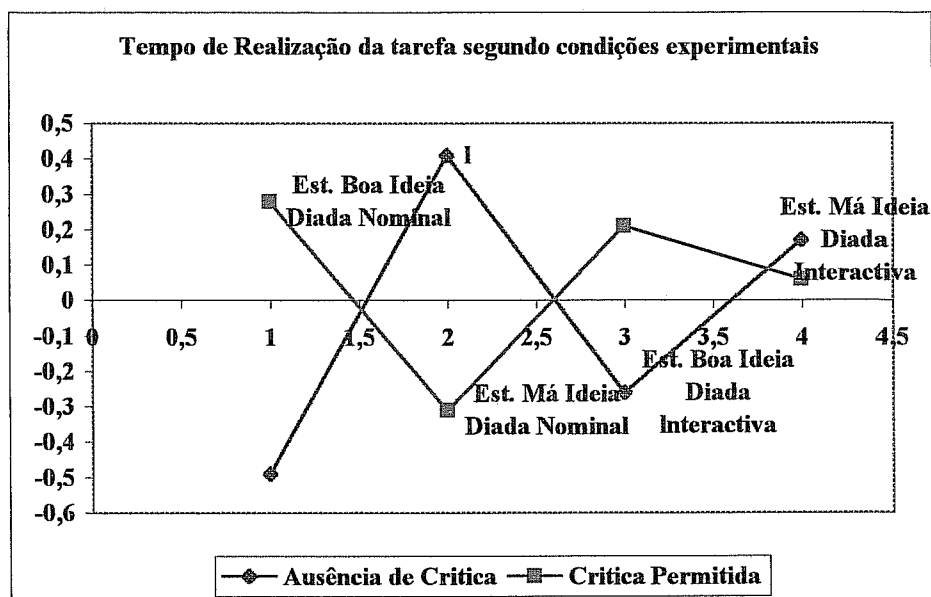 Tempo de Realização da tarefa segundo condições experimentais
0,5
0,4
0,3
0,2
0,1
0
-0,1
-0,2
-0,3
-0,4
-0,5
-0,6
0
0,5
1
1,5
2
2,5
3
3,5
4
4,5
I
Est. Boa Ideia
Diada Nominal
Est. Má Ideia
Diada Nominal
Est. Boa Ideia
Diada
Interactiva
Est. Má Ideia
Diada
Interactiva
Ausência de Critica
Critica Permitida